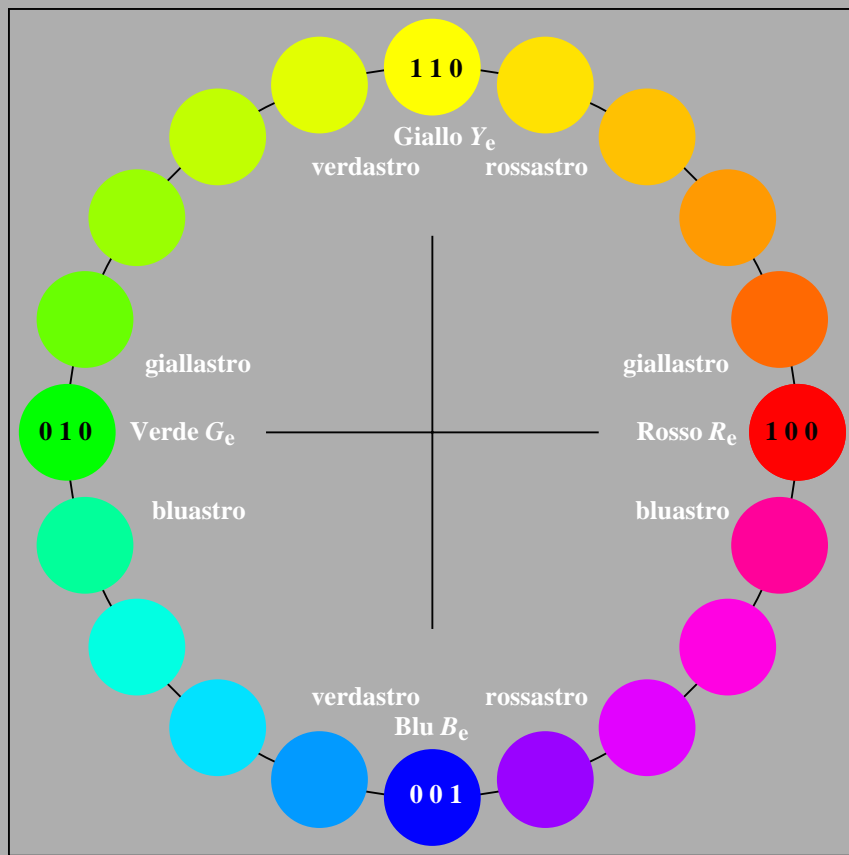 1 1 0
Giallo Ye
verdastro rossastro
giallastro giallastro
0 1 0 Verde Ge Rosso Re 1 0 0
bluastro bluastro
verdastro rossastro
Blu Be
0 0 1